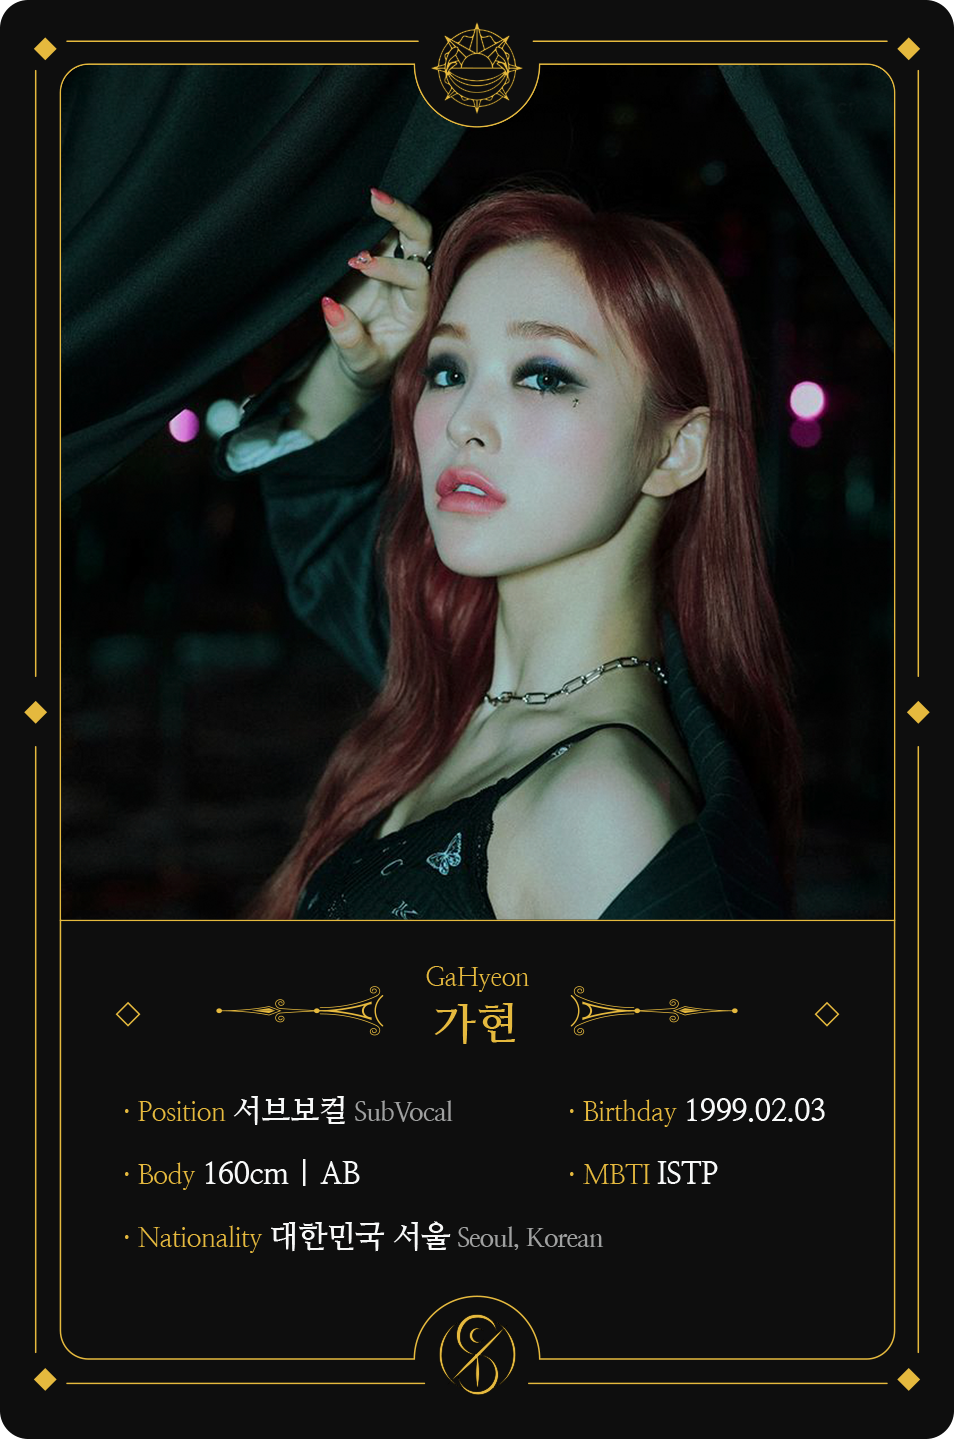 GaHyeon
가현
· Position 서브보컬 SubVocal
· Birthday 1999.02.03
· Body 160cm | AB
· MBTI ISTP
· Nationality 대한민국 서울 Seoul, Korean